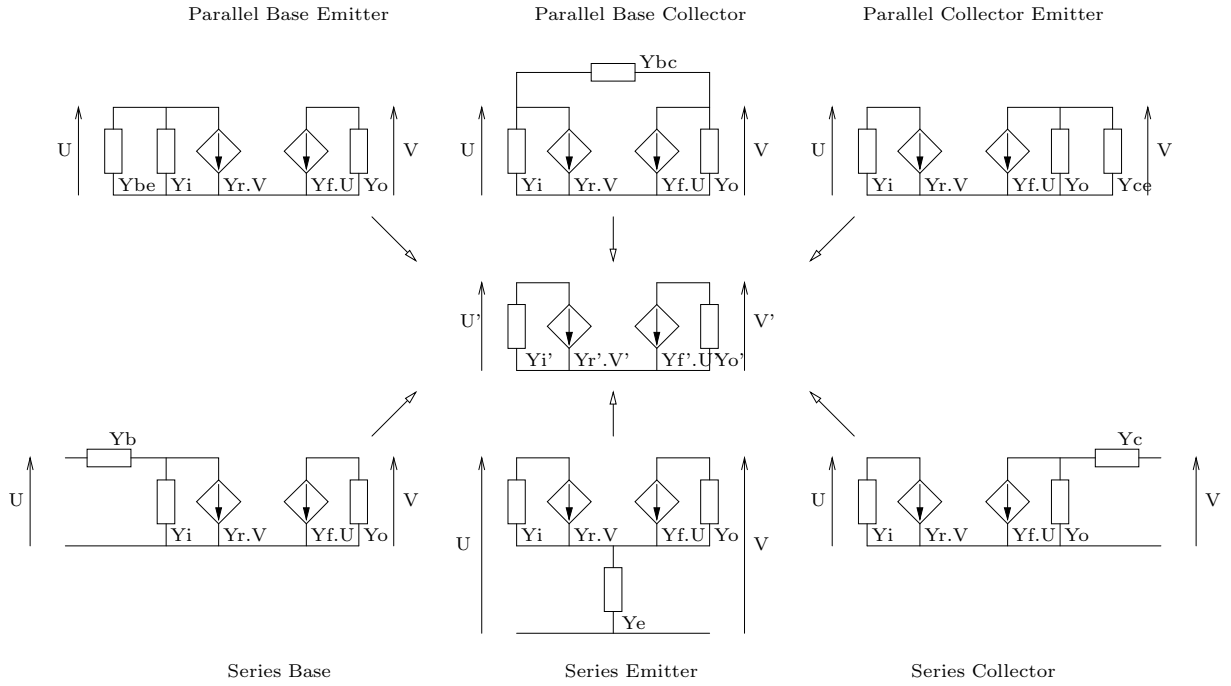 Parallel Base Emitter
Parallel Base Collector
Parallel Collector Emitter
U
Ybe
Yi
Yr.V
Yf.U
Yo
V
Ybc
U
Yi
Yr.V
Yf.U
Yo
V
U
Yi
Yr.V
Yf.U
Yo
Yce
V
U'
Yi'
Yr'.V'
Yf'.U'
Yo'
V'
Yb
U
Yi
Yr.V
Yf.U
Yo
V
U
Yi
Yr.V
Yf.U
Yo
V
Ye
Yc
U
Yi
Yr.V
Yf.U
Yo
V
Series Base
Series Emitter
Series Collector